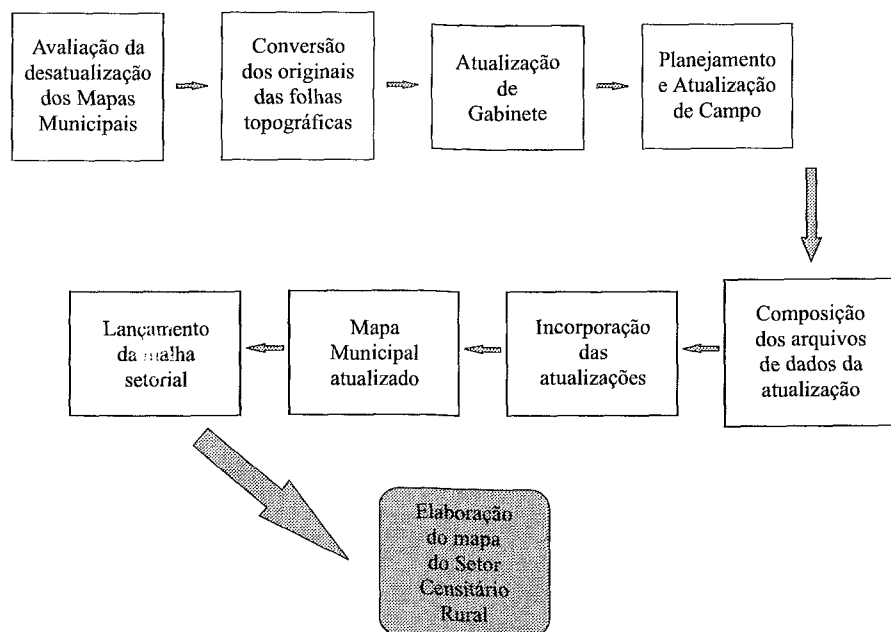 Avaliação da
desatualização
dos Mapas
Municipais
Conversão
dos originais
das folhas
topográficas
Atualização
de
Gabinete
Planejamento
e Atualização
de Campo
Composição
dos arquivos
de dados da
atualização
Incorporação
das
atualizações
Mapa
Municipal
atualizado
Lançamento
da malha
setorial
Elaboração
do mapa
do Setor
Censitário
Rural